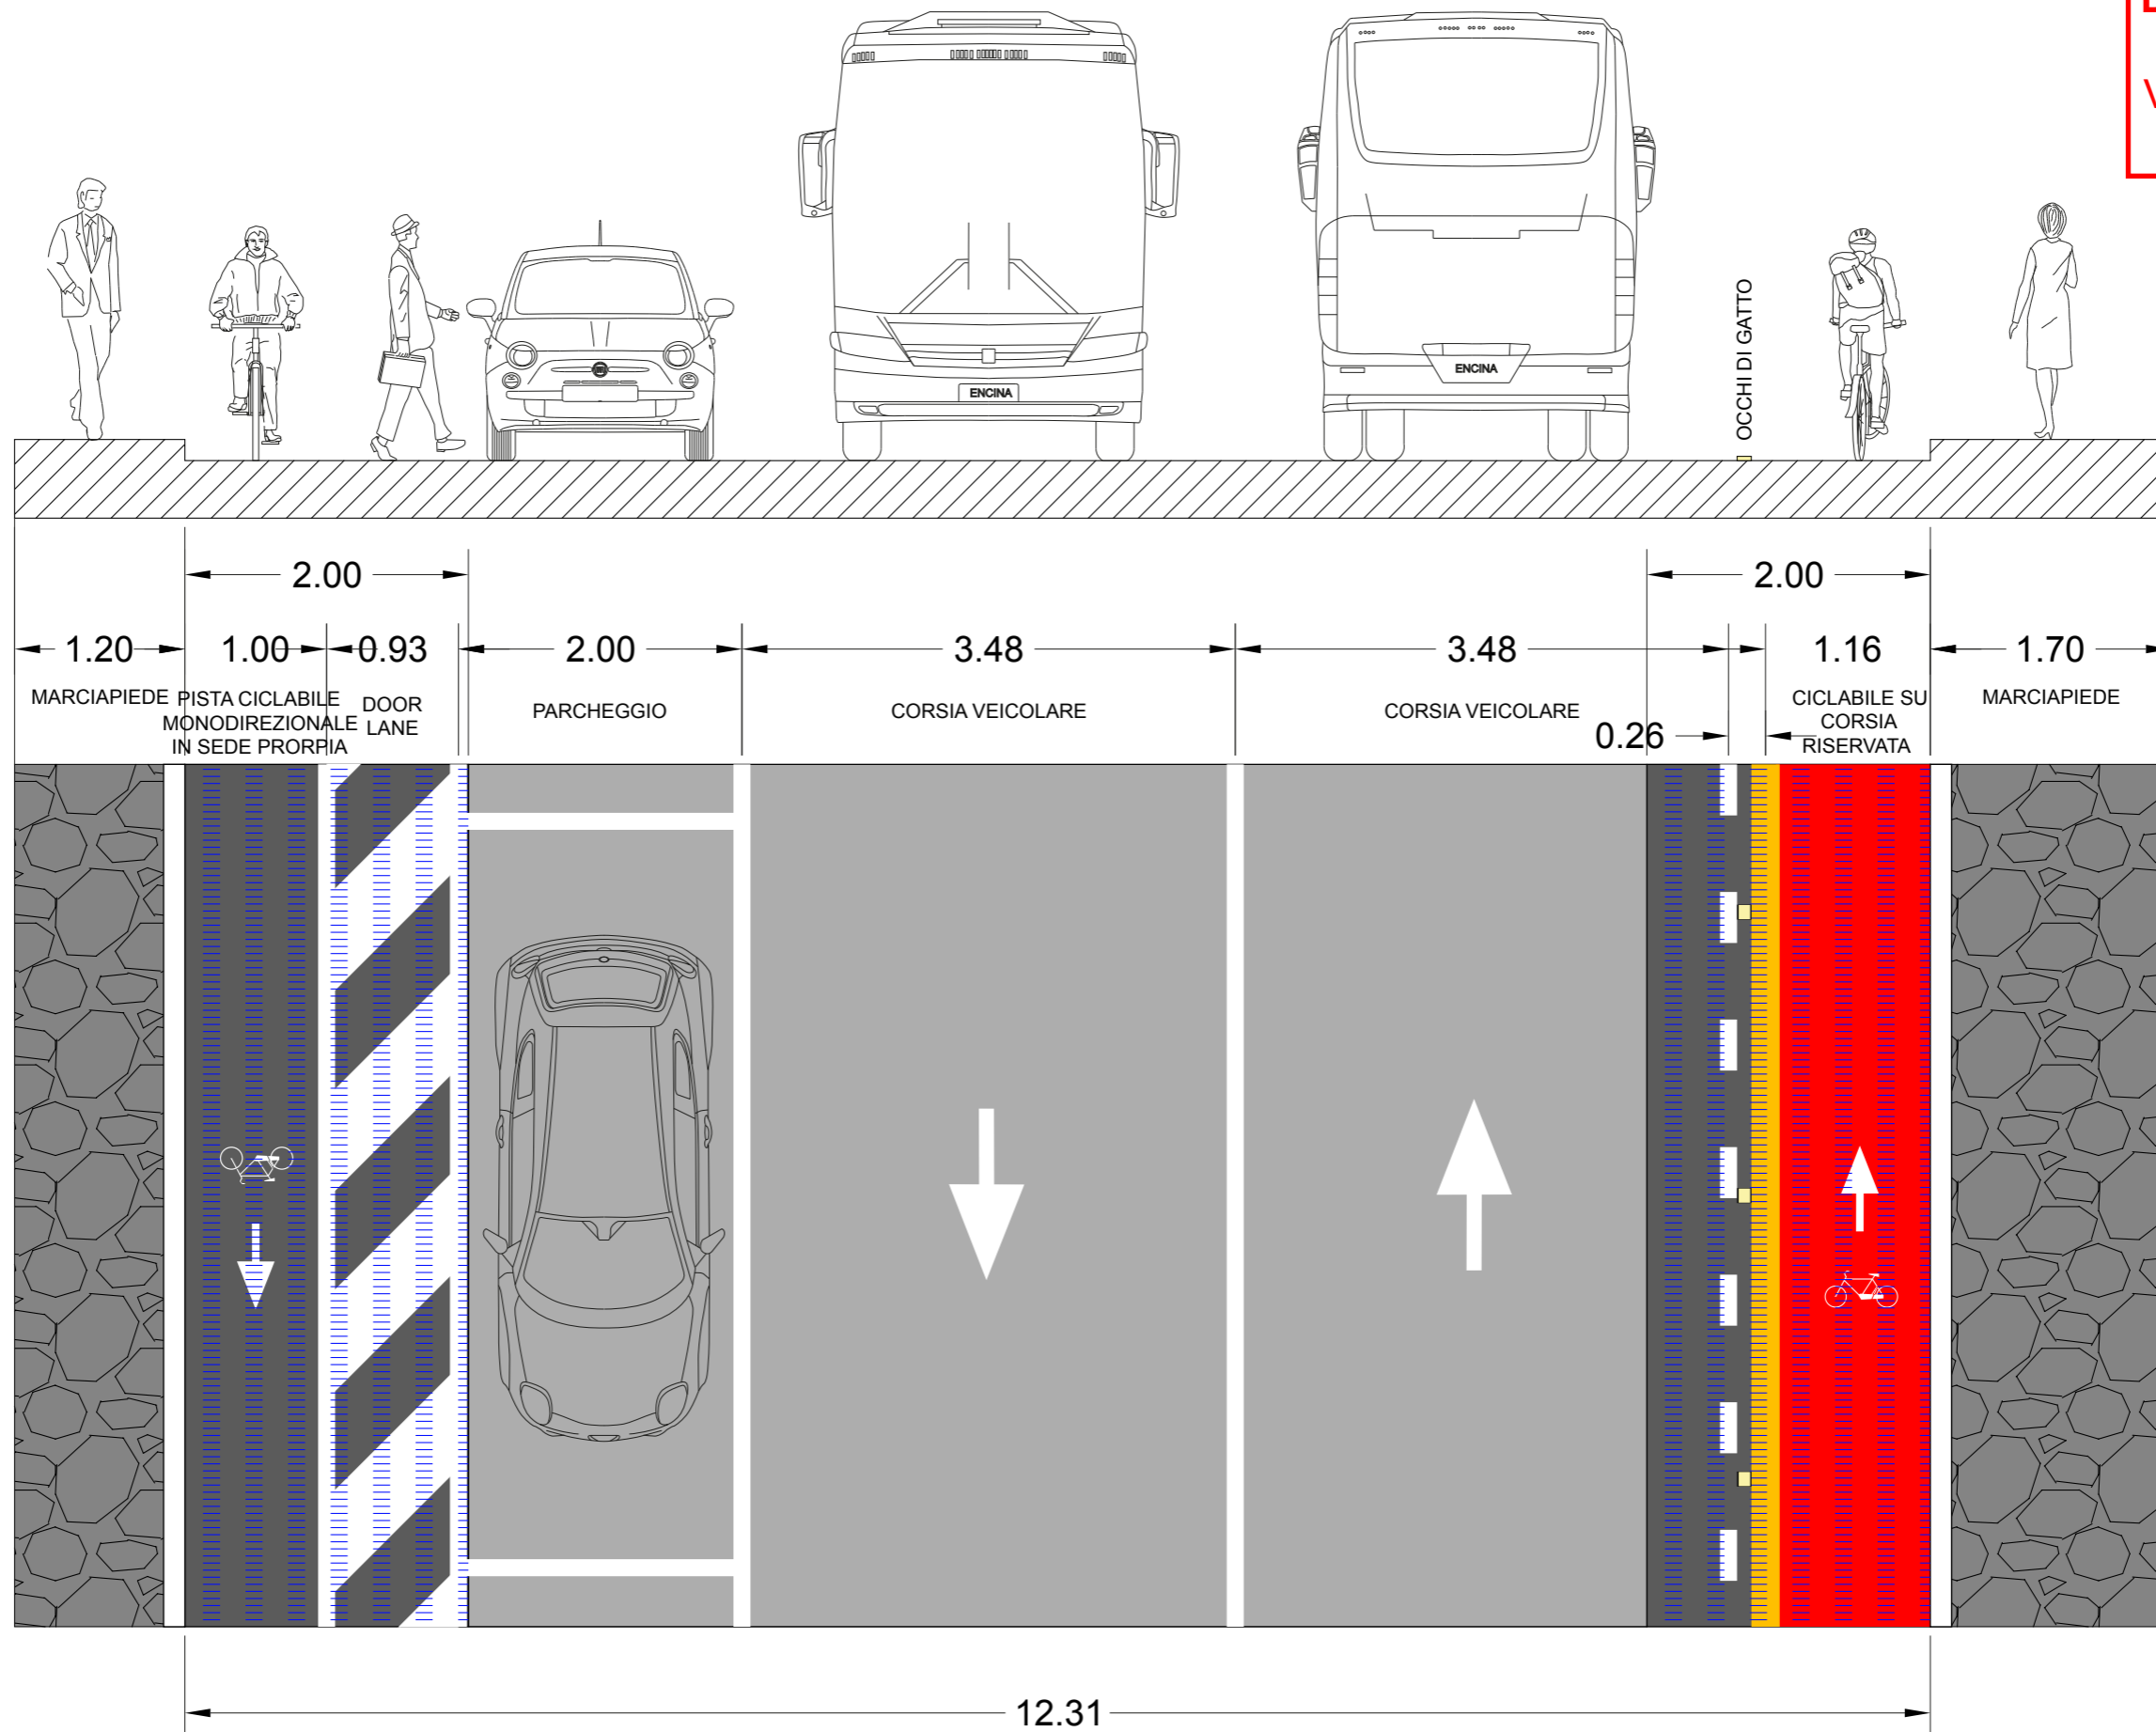 V
ENCINA
ENCINA
OCCHI DI GATTO
2.00
2.00
1.20
1.00
0.93
2.00
3.48
3.48
1.16
1.70
MARCIAPIEDE
PISTA CICLABILE
MONODIREZIONALE
IN SEDE PRORPIA
DOOR
LANE
PARCHEGGIO
CORSIA VEICOLARE
CORSIA VEICOLARE
0.26
CICLABILE SU
CORSIA
RISERVATA
MARCIAPIEDE
12.31